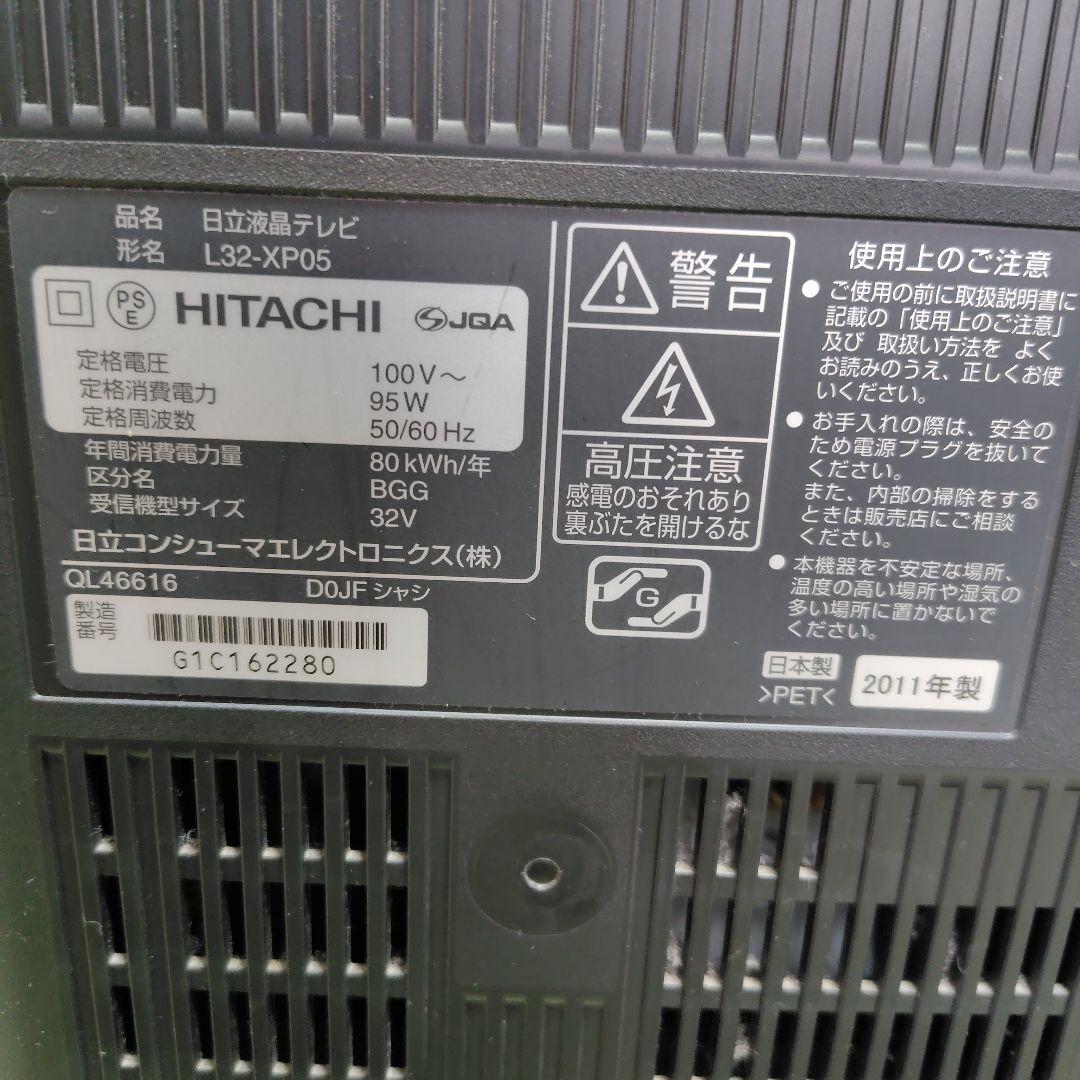 品名 日立液晶テレビ
形名 L32-XP05
PS
E
HITACHI
JQA
定格電圧 100V～
定格消費電力 95W
定格周波数 50/60Hz
年間消費電力量 80kWh/年
区分名 BGG
受信機型サイズ 32V
日立コンシューマエレクトロニクス(株)
QL46616 D0JFシャシ
製造
番号
G1C162280
警告
高圧注意
感電のおそれあり
裏ぶたを開けるな
G
使用上のご注意
●ご使用の前に取扱説明書に
記載の「使用上のご注意」
及び 取扱い方法を よく
お読みのうえ、正しくお使
いください。
●お手入れの際は、安全の
ため電源プラグを抜いて
ください。
また、内部の掃除をする
ときは販売店にご相談
ください。
●本機器を不安定な場所、
温度の高い場所や湿気の
多い場所に置かないで
ください。
日本製
>PET<
2011年製